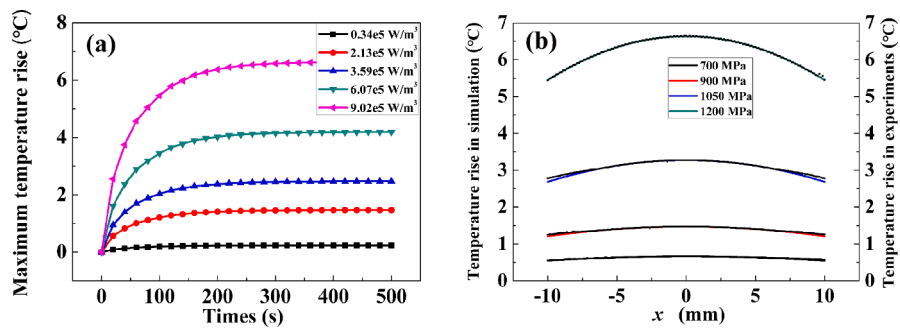 (a)
0.34e5 W/m³
2.13e5 W/m³
3.59e5 W/m³
6.07e5 W/m³
9.02e5 W/m³
Maximum temperature rise (℃)
8
6
4
2
0
0 100 200 300 400 500
Times (s)
(b)
700 MPa
900 MPa
1050 MPa
1200 MPa
Temperature rise in simulation (℃)
7
6
5
4
3
2
1
0
-10 -5 0 5 10
x (mm)
7
6
5
4
3
2
1
0
Temperature rise in experiments (℃)